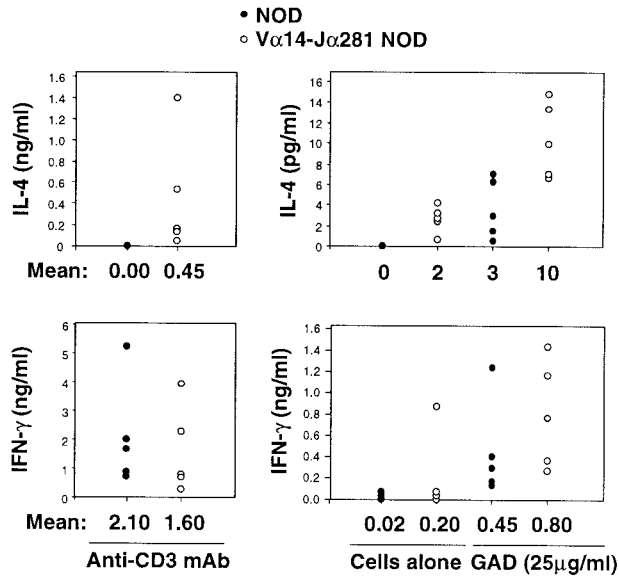 ● NOD
○ Vα14-Jα281 NOD
IL-4 (ng/ml)
1.6
1.4
1.2
1
0.8
0.6
0.4
0.2
0
Mean: 0.00 0.45
IL-4 (pg/ml)
16
14
12
10
8
6
4
2
0
0 2 3 10
IFN-γ (ng/ml)
6
5
4
3
2
1
0
Mean: 2.10 1.60
Anti-CD3 mAb
IFN-γ (ng/ml)
1.6
1.4
1.2
1.0
0.8
0.6
0.4
0.2
0.0
0.02 0.20 0.45 0.80
Cells alone GAD (25μg/ml)